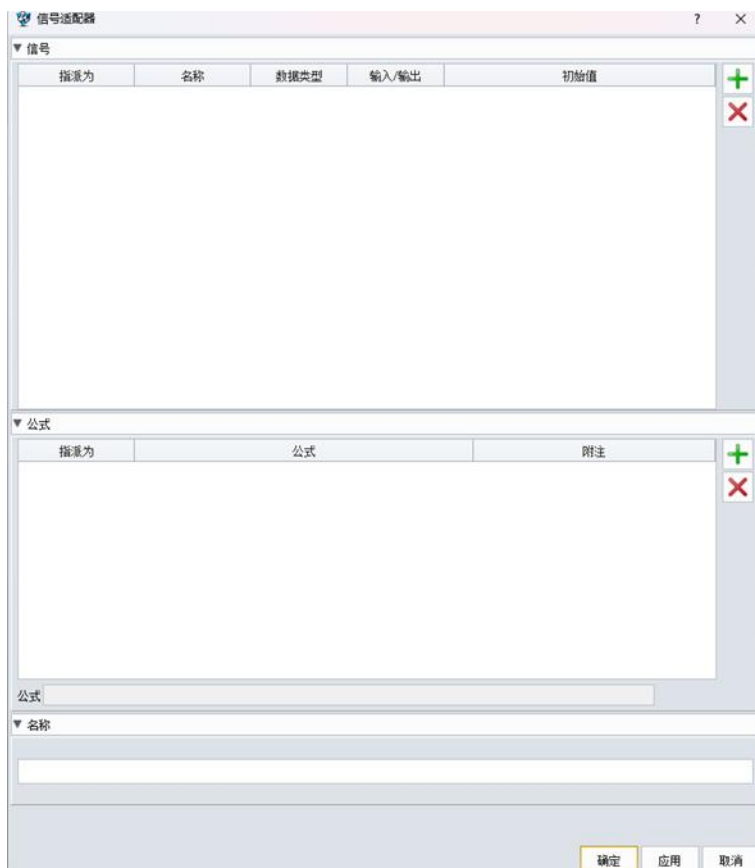 信号适配器 ? ×
▼ 信号
指派为 名称 数据类型 输入/输出 初始值
▼ 公式
指派为 公式 附注
公式
▼ 名称
确定 应用 取消